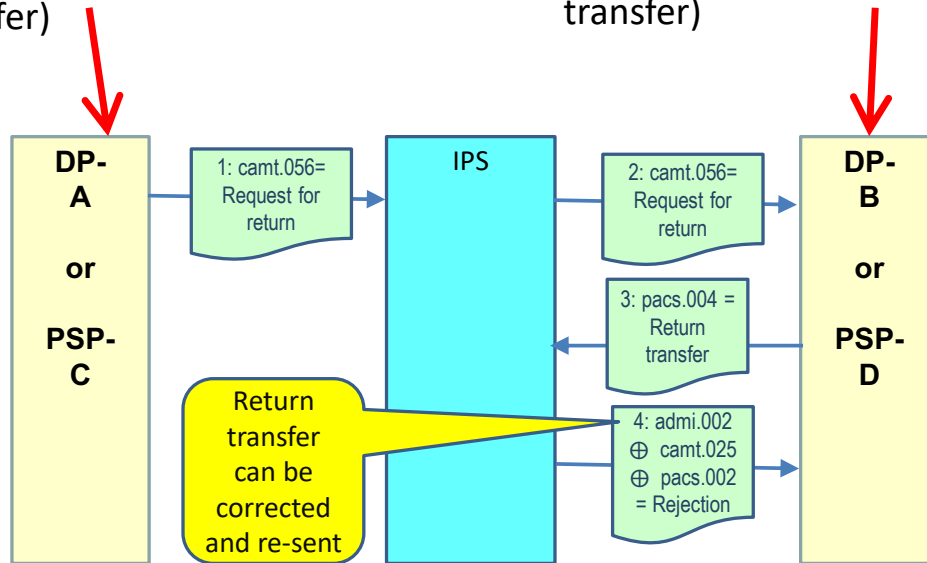 fer)
transfer)
DP-
A
or
PSP-
C
1: camt.056=
Request for
return
IPS
2: camt.056=
Request for
return
DP-
B
or
PSP-
D
3: pacs.004 =
Return
transfer
Return
transfer
can be
corrected
and re-sent
4: admi.002
⊕ camt.025
⊕ pacs.002
= Rejection